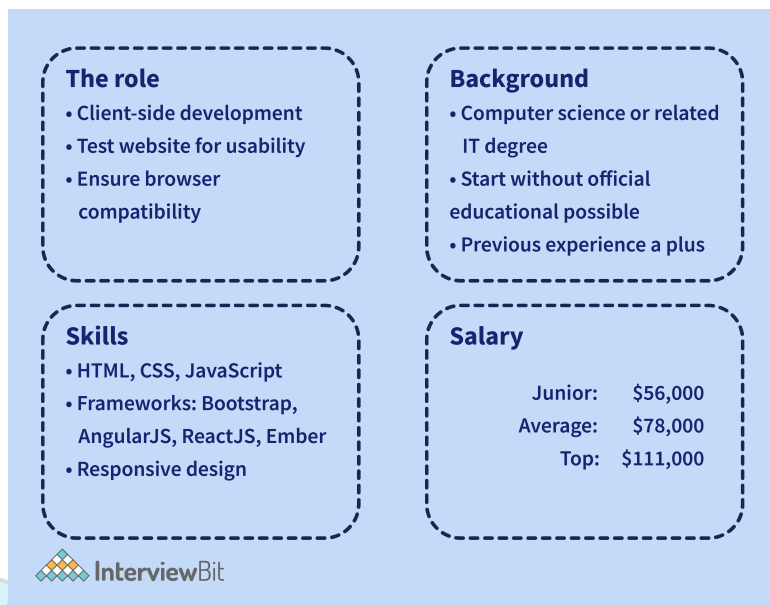 The role
• Client-side development
• Test website for usability
• Ensure browser
compatibility
Background
• Computer science or related
IT degree
• Start without official
educational possible
• Previous experience a plus
Skills
• HTML, CSS, JavaScript
• Frameworks: Bootstrap,
AngularJS, ReactJS, Ember
• Responsive design
Salary
Junior: $56,000
Average: $78,000
Top: $111,000
InterviewBit